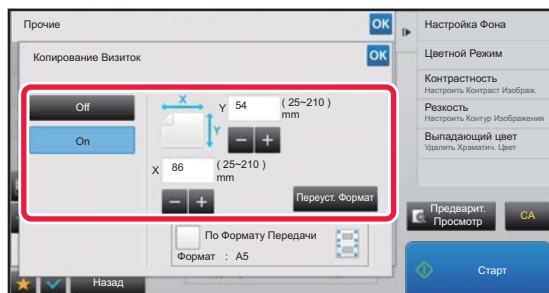 Прочие
OK
Копирование Визиток
OK
Off
On
X
Y
Y 54 ( 25~210 )
mm
X 86 ( 25~210 )
mm
Переуст. Формат
По Формату Передачи
Формат : A5
Назад
Настройка Фона
Цветной Режим
Контрастность
Настроить Контраст Изображ.
Резкость
Настроить Контур Изображения
Выпадающий цвет
Удалить Храматич. Цвет
Предварит.
Просмотр
CA
Старт